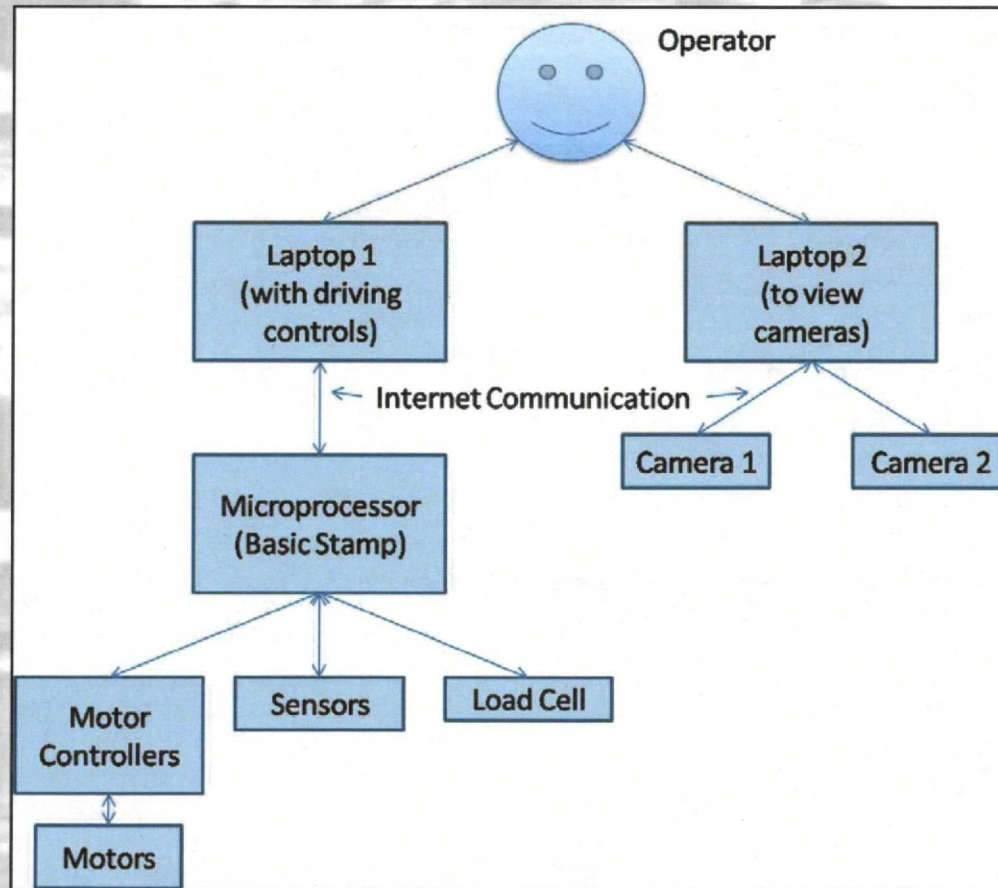 Operator
Laptop 1
(with driving
controls)
Laptop 2
(to view
cameras)
Internet Communication
Camera 1
Camera 2
Microprocessor
(Basic Stamp)
Motor
Controllers
Sensors
Load Cell
Motors